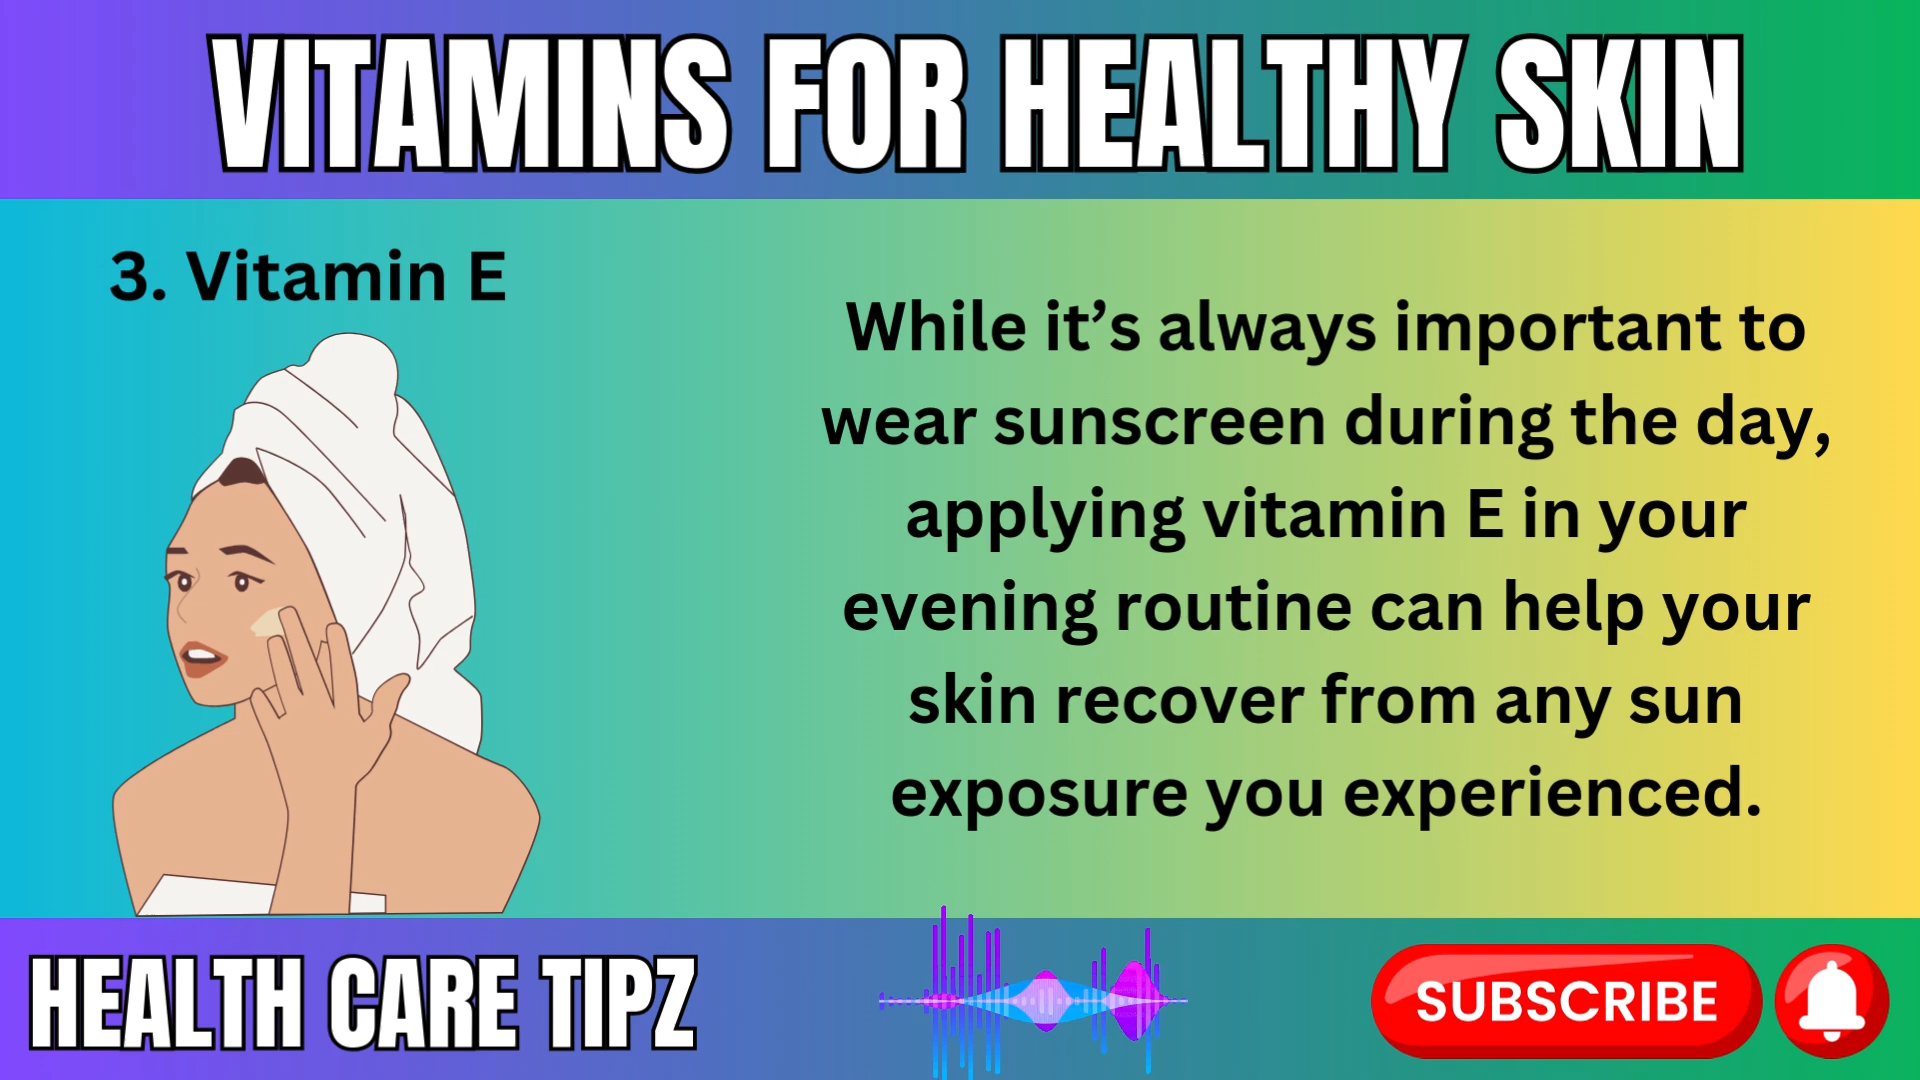 VITAMINS FOR HEALTHY SKIN
3. Vitamin E
While it’s always important to
wear sunscreen during the day,
applying vitamin E in your
evening routine can help your
skin recover from any sun
exposure you experienced.
HEALTH CARE TIPZ
SUBSCRIBE